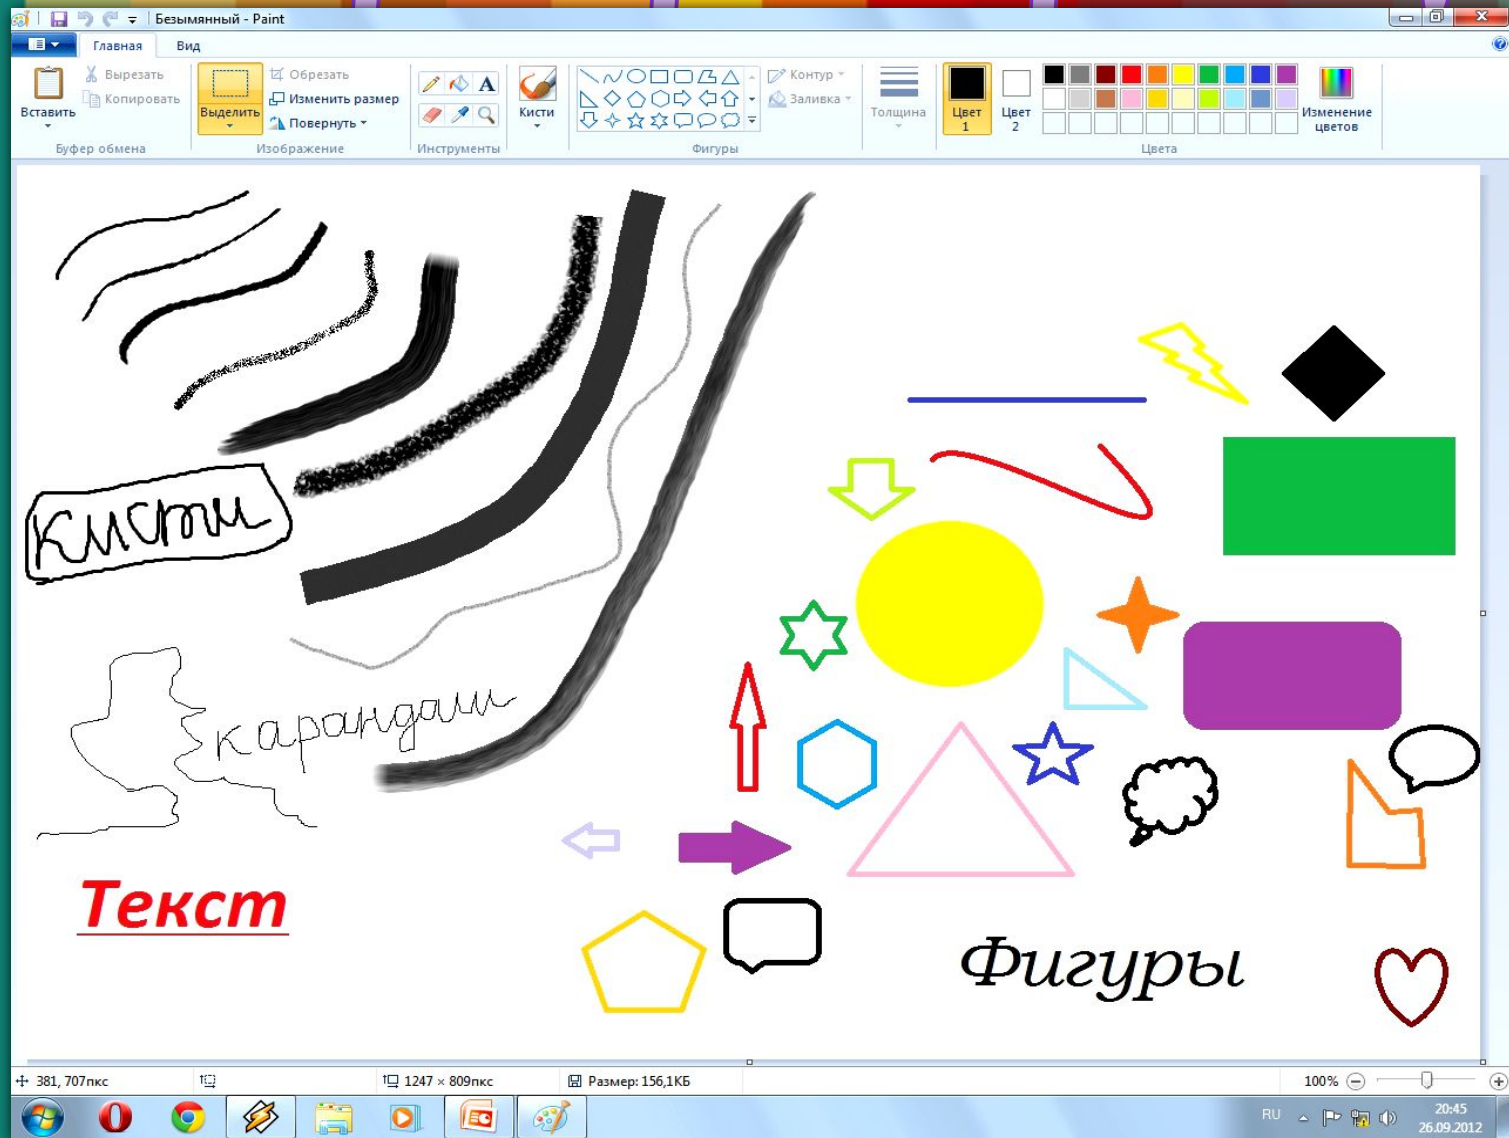 Безымянный - Paint
Главная
Вид
Вставить
Вырезать
Копировать
Буфер обмена
Выделить
Обрезать
Изменить размер
Повернуть
Изображение
A
Инструменты
Кисти
Фигуры
Контур
Заливка
Толщина
Цвет
1
Цвет
2
Изменение
цветов
Цвета
кисти
карандаш
Текст
Фигуры
381, 707пкс
1247 × 809пкс
Размер: 156,1КБ
100%
RU
20:45
26.09.2012